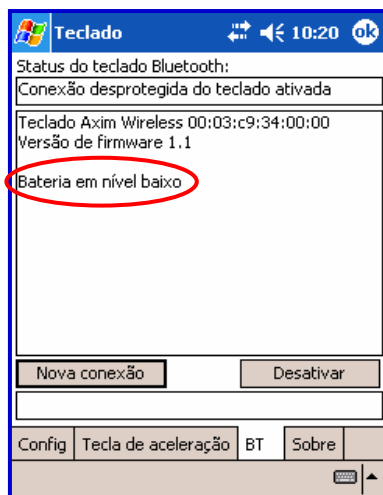 Teclado 10:20 ok
Status do teclado Bluetooth:
Conexão desprotegida do teclado ativada
Teclado Axim Wireless 00:03:c9:34:00:00
Versão de firmware 1.1
Bateria em nível baixo
Nova conexão Desativar
Config Tecla de aceleração BT Sobre